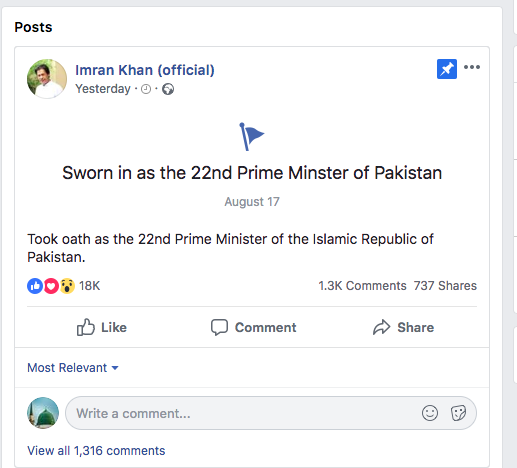 Posts
Imran Khan (official)
Yesterday ·  ·
Sworn in as the 22nd Prime Minster of Pakistan
August 17
Took oath as the 22nd Prime Minister of the Islamic Republic of
Pakistan.
18K 1.3K Comments 737 Shares
Like Comment Share
Most Relevant
Write a comment...
View all 1,316 comments